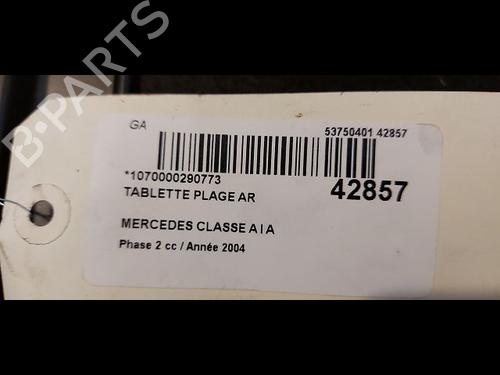 B-PARTS
GA
53750401 42857
*1070000290773
42857
TABLETTE PLAGE AR
MERCEDES CLASSE A I A
Phase 2 cc / Année 2004